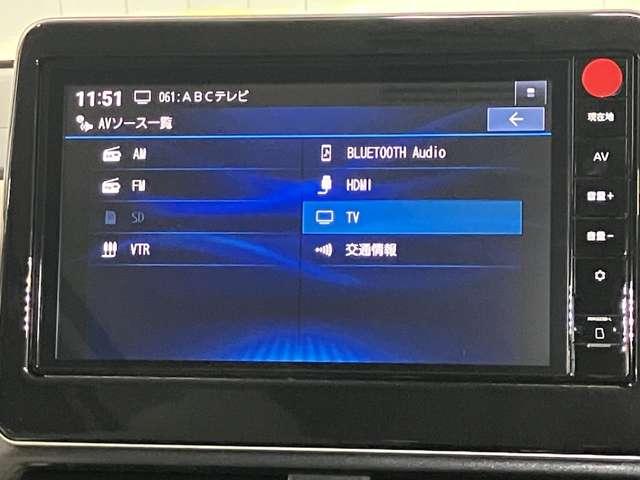 11:51 061:ABCテレビ
AVソース一覧
AM
BLUETOOTH Audio
FM
HDMI
SD
TV
VTR
交通情報
現在地
AV
音量+
音量-